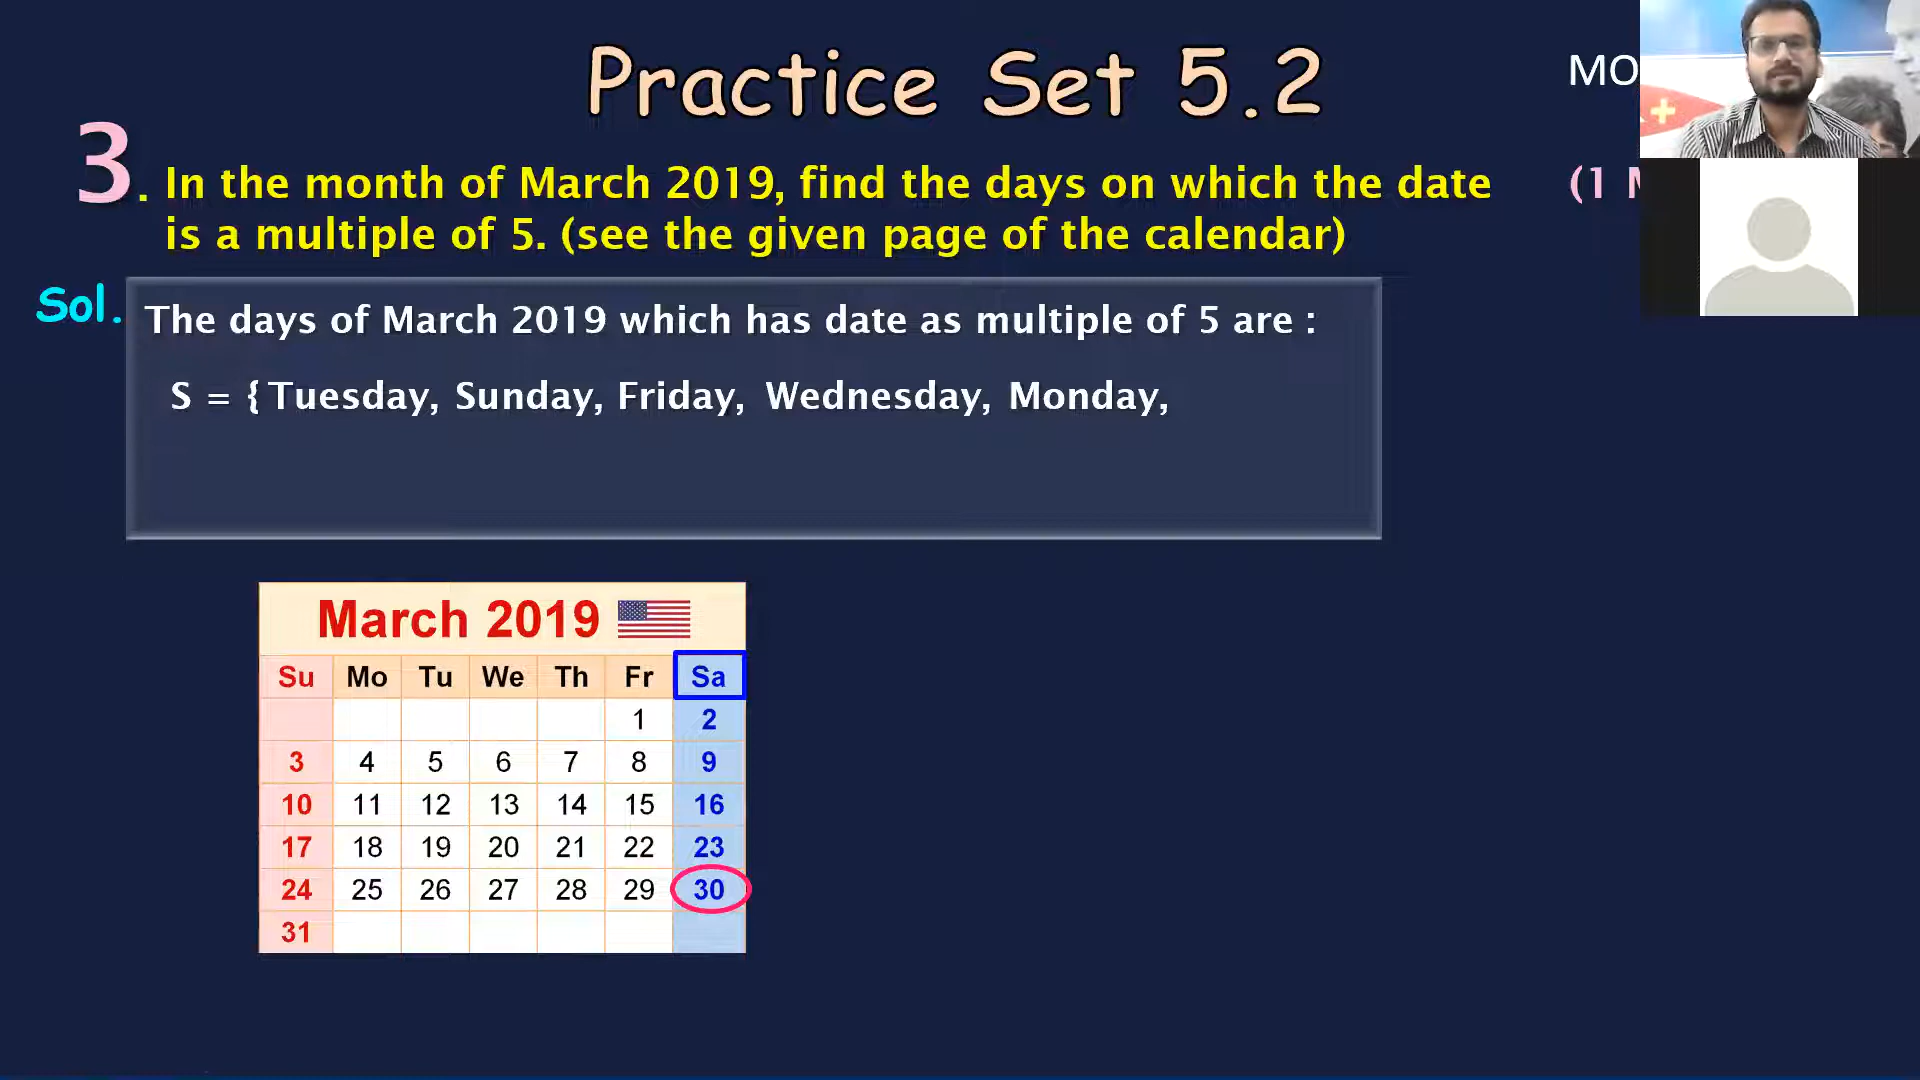 Practice Set 5.2
MO
3. In the month of March 2019, find the days on which the date
(1
is a multiple of 5. (see the given page of the calendar)
Sol.
The days of March 2019 which has date as multiple of 5 are :
S = { Tuesday, Sunday, Friday, Wednesday, Monday,
March 2019
Su Mo Tu We Th Fr Sa
1 2
3 4 5 6 7 8 9
10 11 12 13 14 15 16
17 18 19 20 21 22 23
24 25 26 27 28 29 30
31